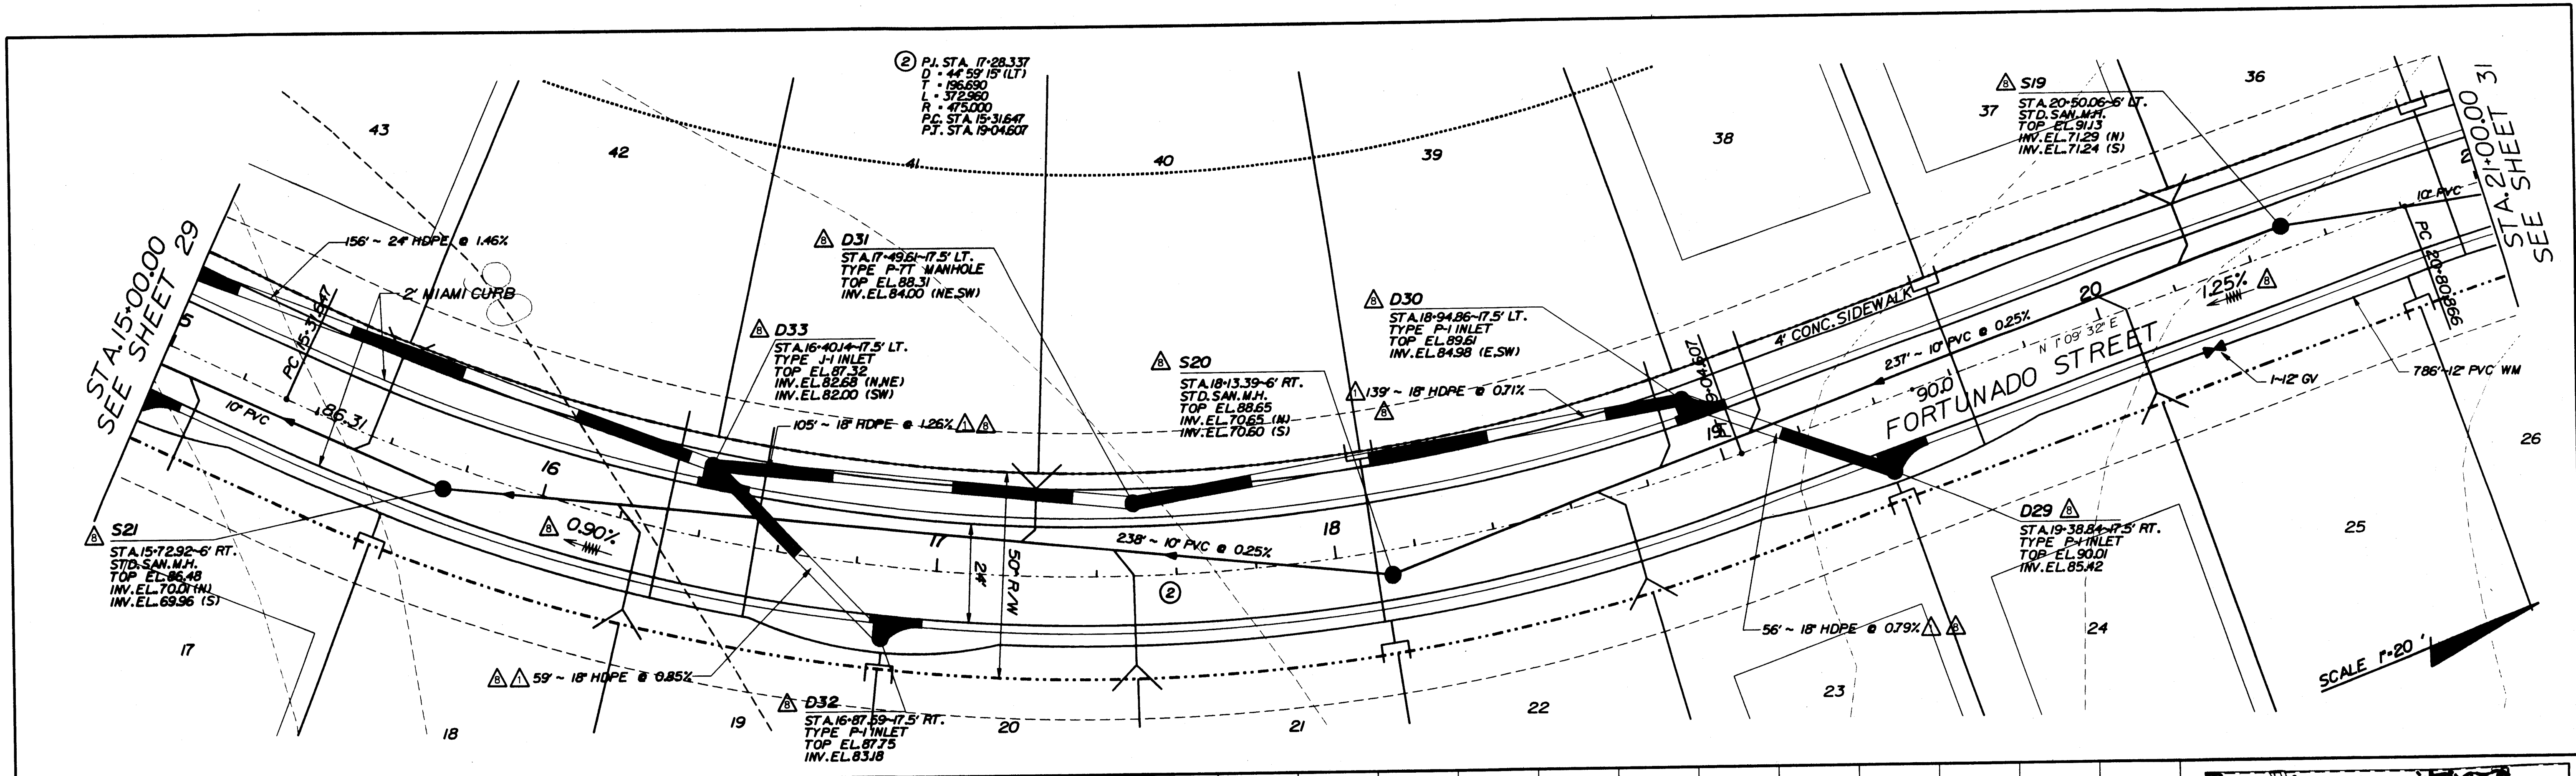 ② P.I. STA. 17+28.337
D = 44° 59' 15" (LT)
T = 196.690
L = 372.960
R = 475.000
P.C. STA. 15+31.647
P.T. STA. 19+04.607
43
42
41
40
39
38
37
36
8 S19
STA. 20+50.06~6' LT.
STD. SAN. M.H.
TOP EL. 91.13
INV. EL. 71.29 (N)
INV. EL. 71.24 (S)
STA. 21+00.00
SEE SHEET 31
10" PVC
PC 20+80.866
STA. 15+00.00
SEE SHEET 29
156' ~ 24" HDPE @ 1.46%
2' MIAMI CURB
PC 15+31.647
8 D31
STA. 17+49.61~17.5' LT.
TYPE P-7T MANHOLE
TOP EL. 88.31
INV. EL. 84.00 (NE,SW)
8 D33
STA. 16+40.14~17.5' LT.
TYPE J-1 INLET
TOP EL. 87.32
INV. EL. 82.68 (N,NE)
INV. EL. 82.00 (SW)
8 D30
STA. 18+94.86~17.5' LT.
TYPE P-1 INLET
TOP EL. 89.61
INV. EL. 84.98 (E,SW)
8 S20
STA. 18+13.39~6' RT.
STD. SAN. M.H.
TOP EL. 88.65
INV. EL. 70.65 (N)
INV. EL. 70.60 (S)
1 139' ~ 18" HDPE @ 0.71%
8
105' ~ 18" HDPE @ 1.26% 1 8
4' CONC. SIDEWALK
237' ~ 10" PVC @ 0.25%
N 1° 09' 32" E
FORTUNADO STREET
90.0
1.25% 8
20
19
786'~12" PVC WM
1~12" GV
10" PVC
86.31
16
17
18
8 0.90%
24'
50' R/W
238' ~ 10" PVC @ 0.25%
②
8 S21
STA. 15+72.92~6' RT.
STD. SAN. M.H.
TOP EL. 86.48
INV. EL. 70.01 (N)
INV. EL. 69.96 (S)
D29 8
STA. 19+38.84~17.5' RT.
TYPE P-1 INLET
TOP EL. 90.01
INV. EL. 85.42
56' ~ 18" HDPE @ 0.79% 1 8
8 1 59' ~ 18" HDPE @ 0.85%
8 D32
STA. 16+87.59~17.5' RT.
TYPE P-1 INLET
TOP EL. 87.75
INV. EL. 83.18
17
18
19
20
21
22
23
24
25
26
SCALE 1"=20'